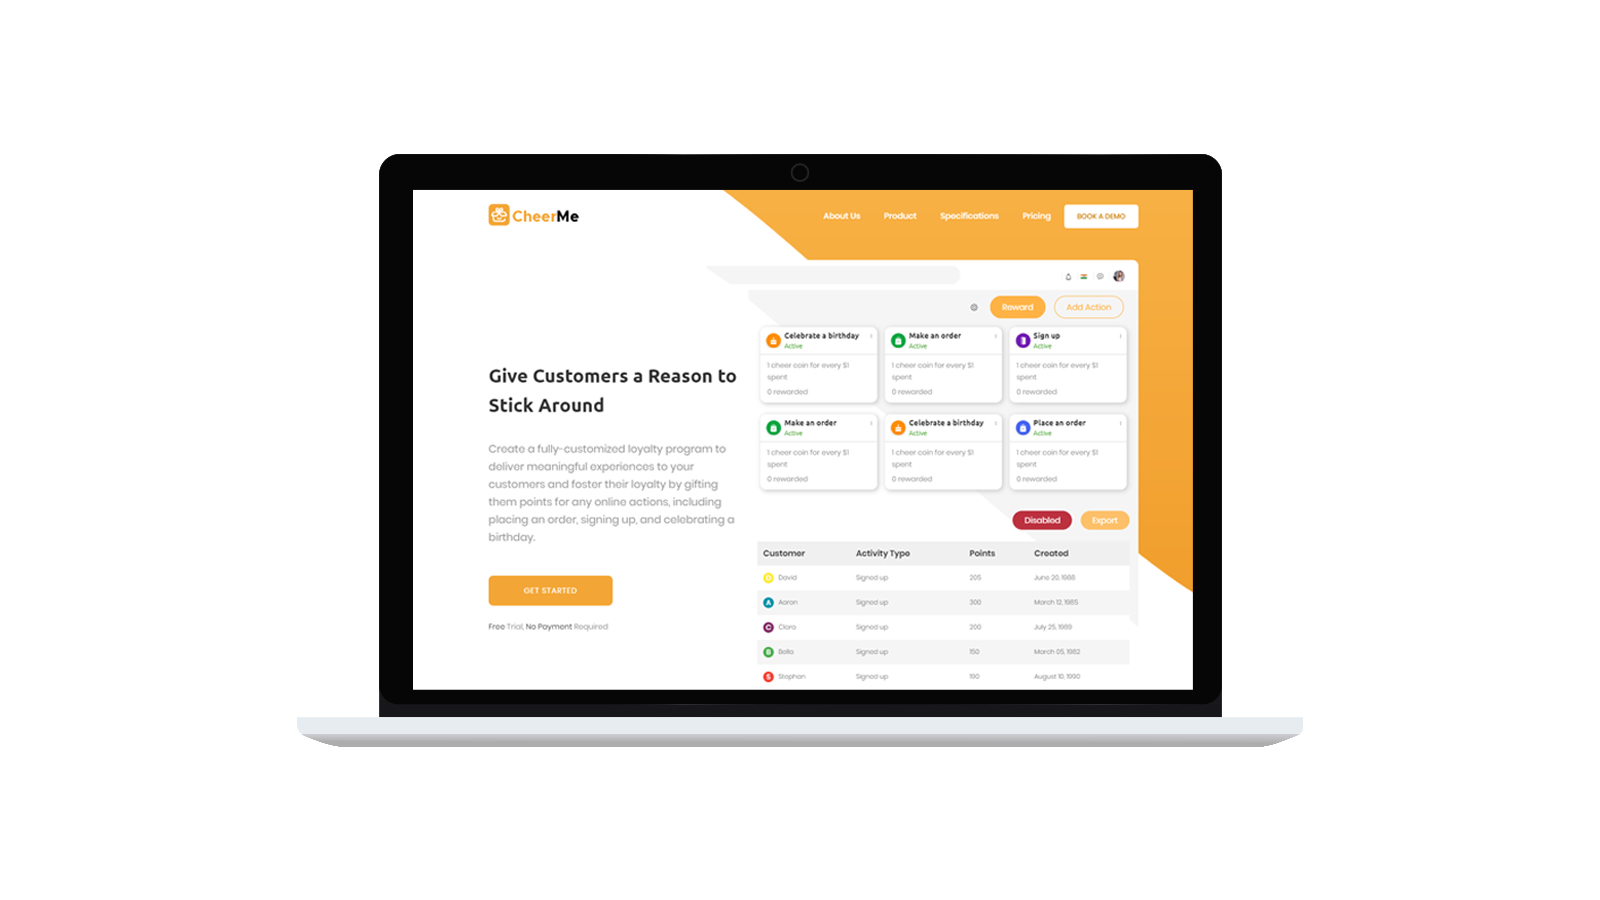 CheerMe
About Us Product Specifications Pricing BOOK A DEMO
Give Customers a Reason to
Stick Around
Create a fully-customized loyalty program to
deliver meaningful experiences to your
customers and foster their loyalty by gifting
them points for any online actions, including
placing an order, signing up, and celebrating a
birthday.
GET STARTED
Free Trial, No Payment Required
Reward Add Action
Celebrate a birthday
Active
1 cheer coin for every $1
spent
0 rewarded
Make an order
Active
1 cheer coin for every $1
spent
0 rewarded
Sign up
Active
1 cheer coin for every $1
spent
0 rewarded
Make an order
Active
1 cheer coin for every $1
spent
0 rewarded
Celebrate a birthday
Active
1 cheer coin for every $1
spent
0 rewarded
Place an order
Active
1 cheer coin for every $1
spent
0 rewarded
Disabled Export
Customer Activity Type Points Created
D David Signed up 205 June 20, 1988
A Aaron Signed up 300 March 12, 1985
C Clara Signed up 200 July 25, 1989
B Bella Signed up 150 March 05, 1982
S Stephan Signed up 190 August 10, 1990